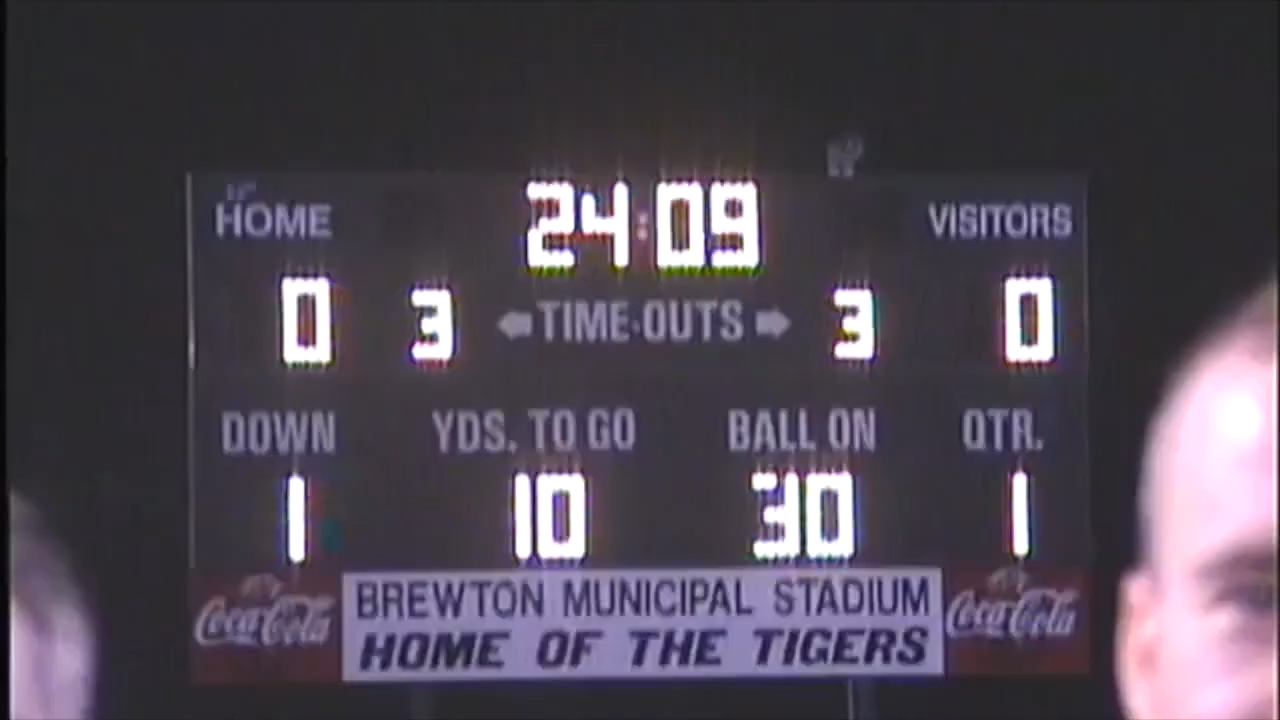 24:09
HOME VISITORS
0 3 TIME-OUTS 3 0
DOWN YDS. TO GO BALL ON QTR.
1 10 30 1
Coca-Cola BREWTON MUNICIPAL STADIUM Coca-Cola
HOME OF THE TIGERS